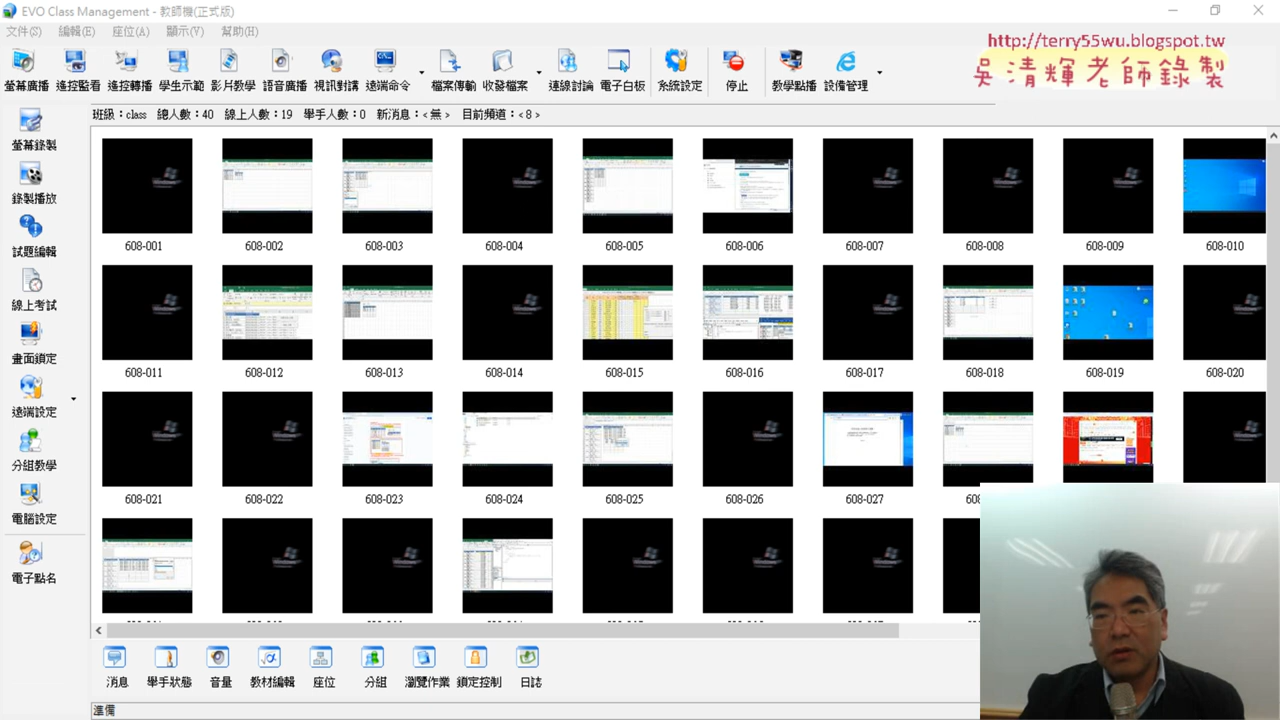 EVO Class Management - 教師機(正式版)
文件(S) 編輯(E) 座位(A) 顯示(V) 幫助(H)
http://terry55wu.blogspot.tw
吳清輝老師錄製
螢幕廣播 遙控監看 遙控轉播 學生示範 影片教學 語音廣播 視訊對講 遠端命令 檔案傳輸 收發檔案 連線討論 電子白板 系統設定 停止 教學點播 設備管理
班級：class 總人數：40 線上人數：19 舉手人數：0 新消息：<無> 目前頻道：<8>
螢幕錄製
錄製播放
試題編輯
線上考試
畫面鎖定
遠端設定
分組教學
電腦設定
電子點名
608-001 608-002 608-003 608-004 608-005 608-006 608-007 608-008 608-009 608-010
608-011 608-012 608-013 608-014 608-015 608-016 608-017 608-018 608-019 608-020
608-021 608-022 608-023 608-024 608-025 608-026 608-027
消息 舉手狀態 音量 教材編輯 座位 分組 瀏覽作業 鎖定控制 日誌
準備